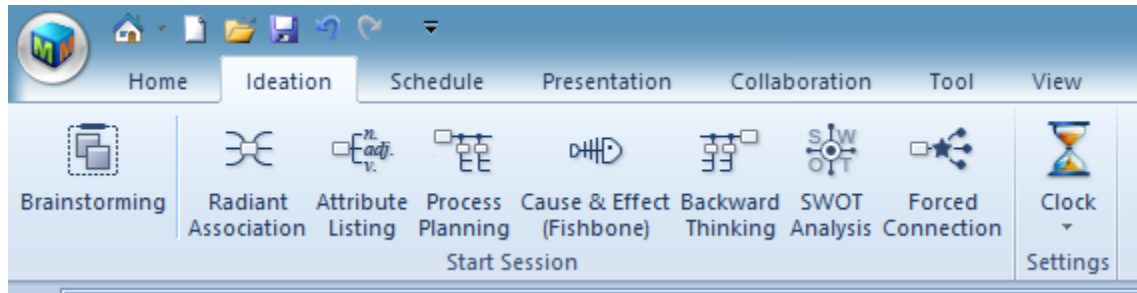 Home Ideation Schedule Presentation Collaboration Tool View
n.
adj.
v.
S W
O T
Brainstorming Radiant Attribute Process Cause & Effect Backward SWOT Forced Clock
Association Listing Planning (Fishbone) Thinking Analysis Connection
Start Session Settings